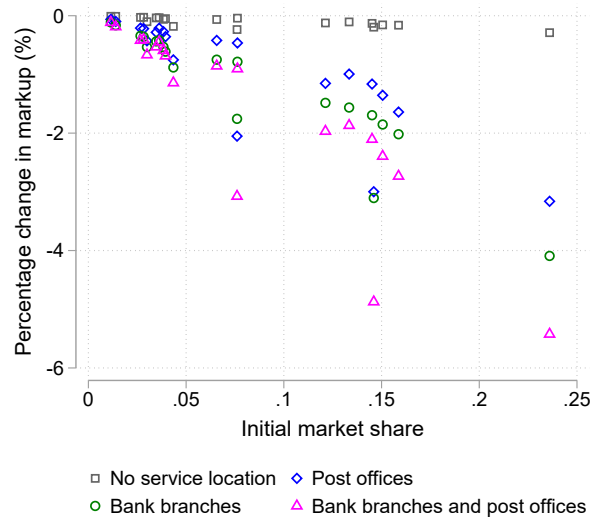 Percentage change in markup (%)
0
-2
-4
-6
0 .05 .1 .15 .2 .25
Initial market share
No service location Post offices
Bank branches Bank branches and post offices